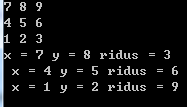 7 8 9
4 5 6
1 2 3
x = 7 y = 8 ridus = 3
x = 4 y = 5 ridus = 6
x = 1 y = 2 ridus = 9